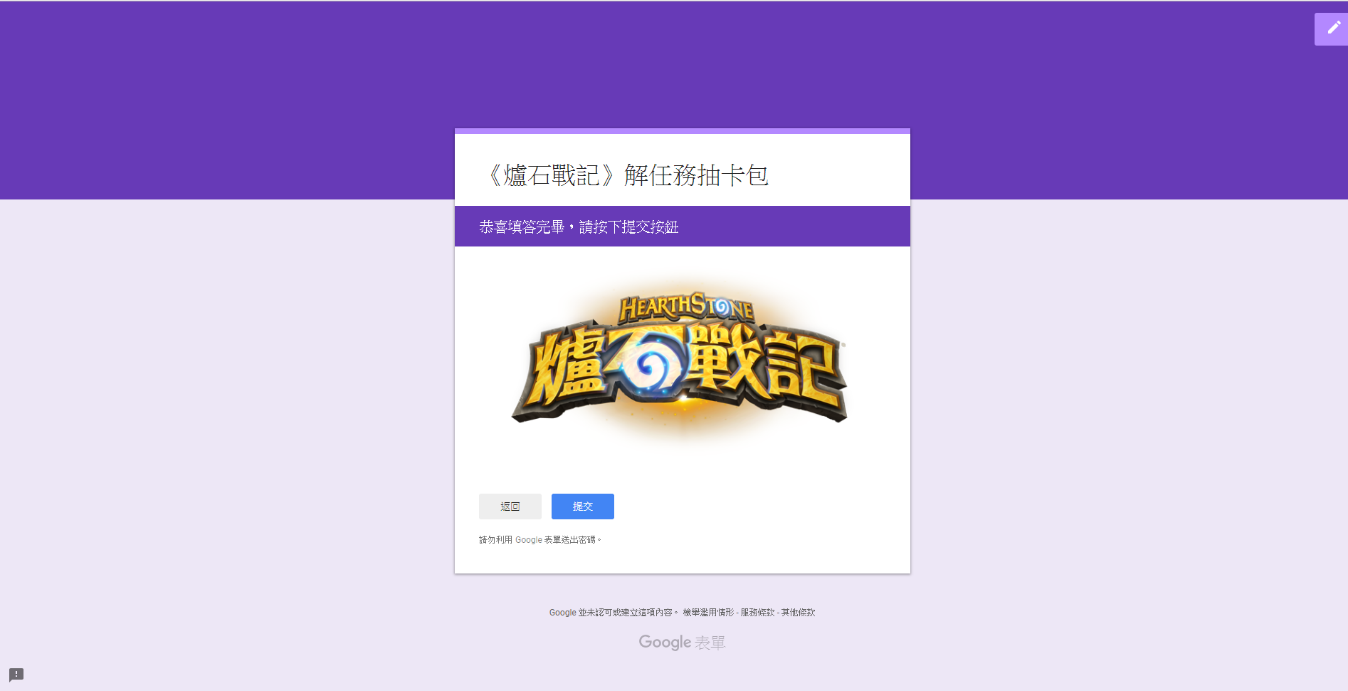 《爐石戰記》解任務抽卡包
恭喜填答完畢，請按下提交按鈕
HEARTHSTONE
爐石戰記
返回 提交
請勿利用 Google 表單送出密碼。
Google 並未認可或建立這項內容。 檢舉濫用情形 - 服務條款 - 其他條款
Google 表單